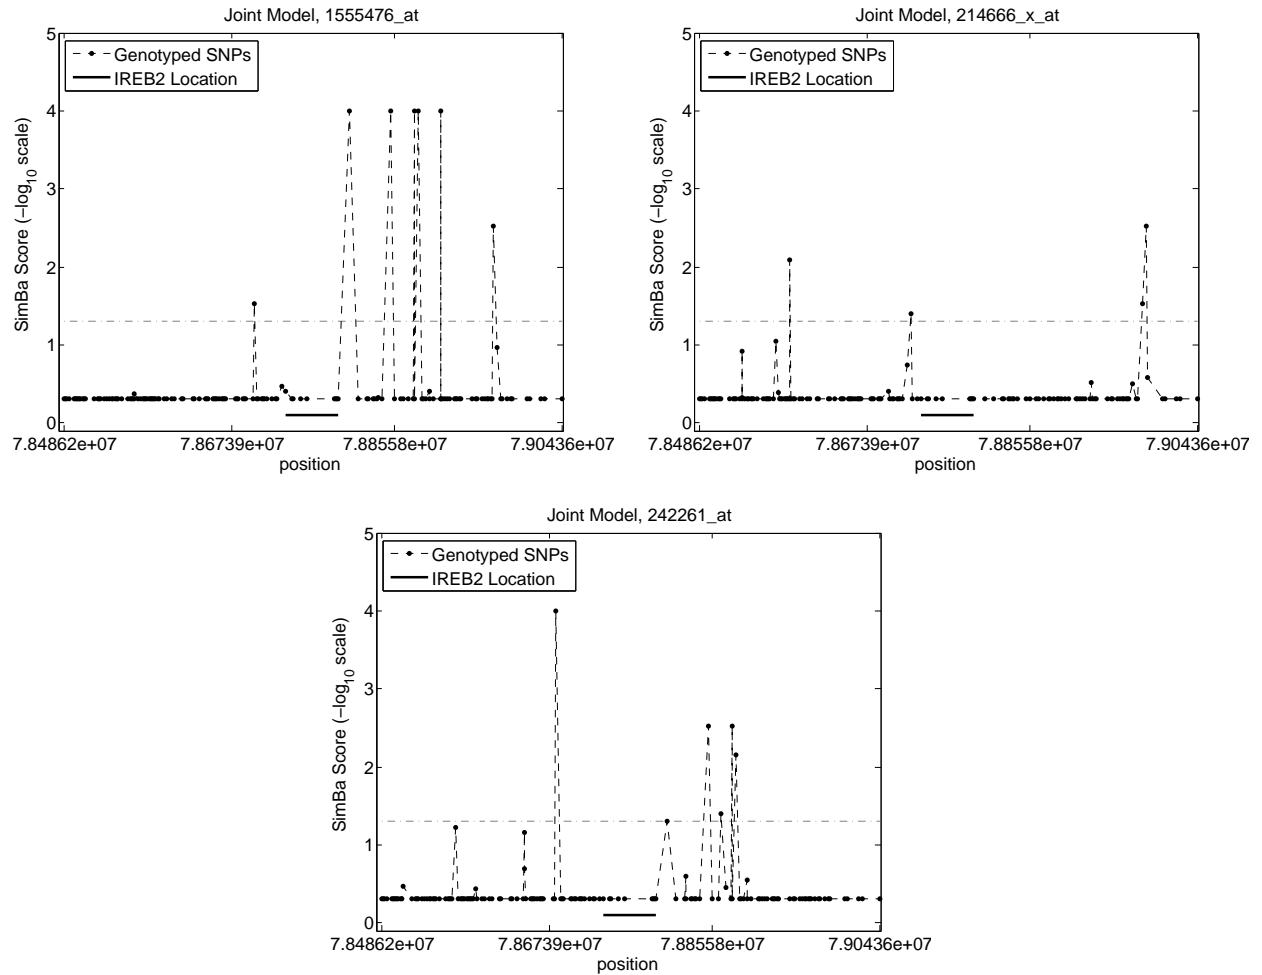 Joint Model, 1555476_at
Genotyped SNPs
IREB2 Location
SimBa Score (−log10 scale)
5
4
3
2
1
0
7.84862e+07 7.86739e+07 7.88558e+07 7.90436e+07
position
Joint Model, 214666_x_at
Genotyped SNPs
IREB2 Location
SimBa Score (−log10 scale)
5
4
3
2
1
0
7.84862e+07 7.86739e+07 7.88558e+07 7.90436e+07
position
Joint Model, 242261_at
Genotyped SNPs
IREB2 Location
SimBa Score (−log10 scale)
5
4
3
2
1
0
7.84862e+07 7.86739e+07 7.88558e+07 7.90436e+07
position